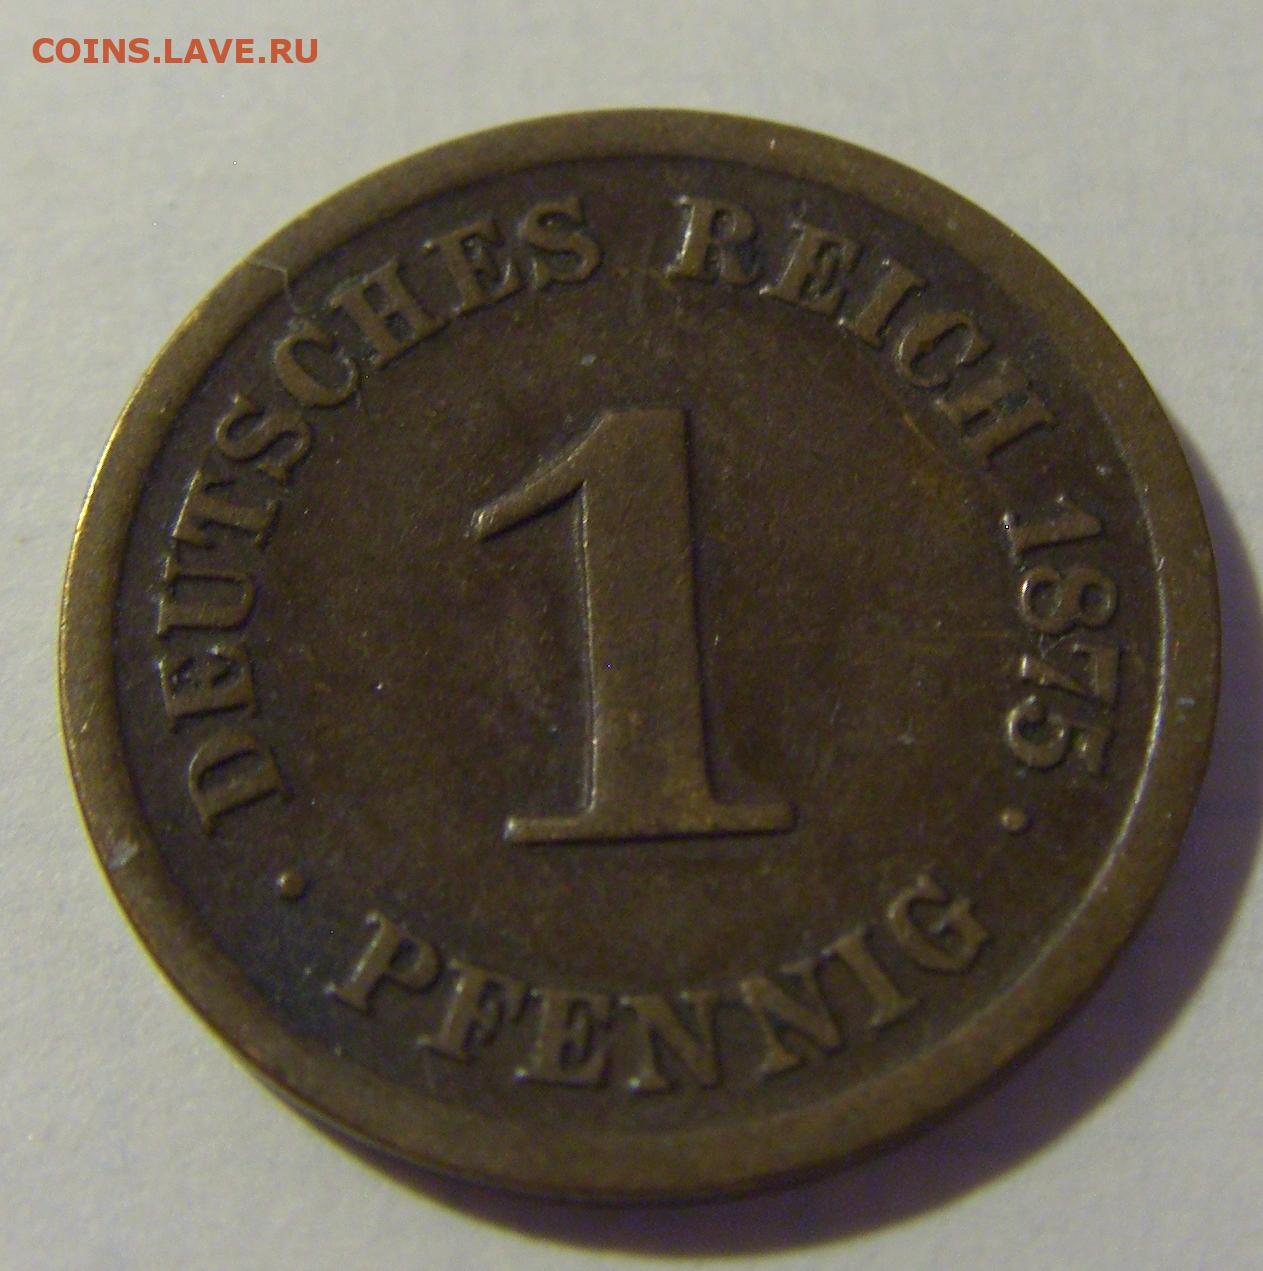 COINS.LAVE.RU
· DEUTSCHES REICH 1875 ·
1
PFENNIG